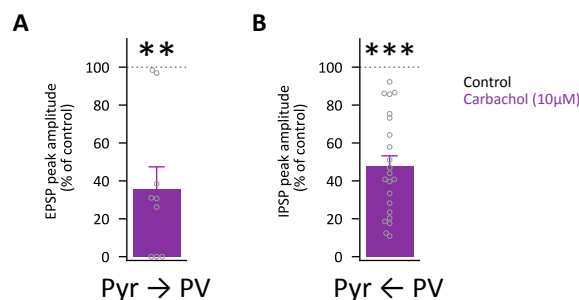 A
B
**
***
EPSP peak amplitude
(% of control)
100
80
60
40
20
0
Pyr → PV
IPSP peak amplitude
(% of control)
100
80
60
40
20
0
Pyr ← PV
Control
Carbachol (10µM)